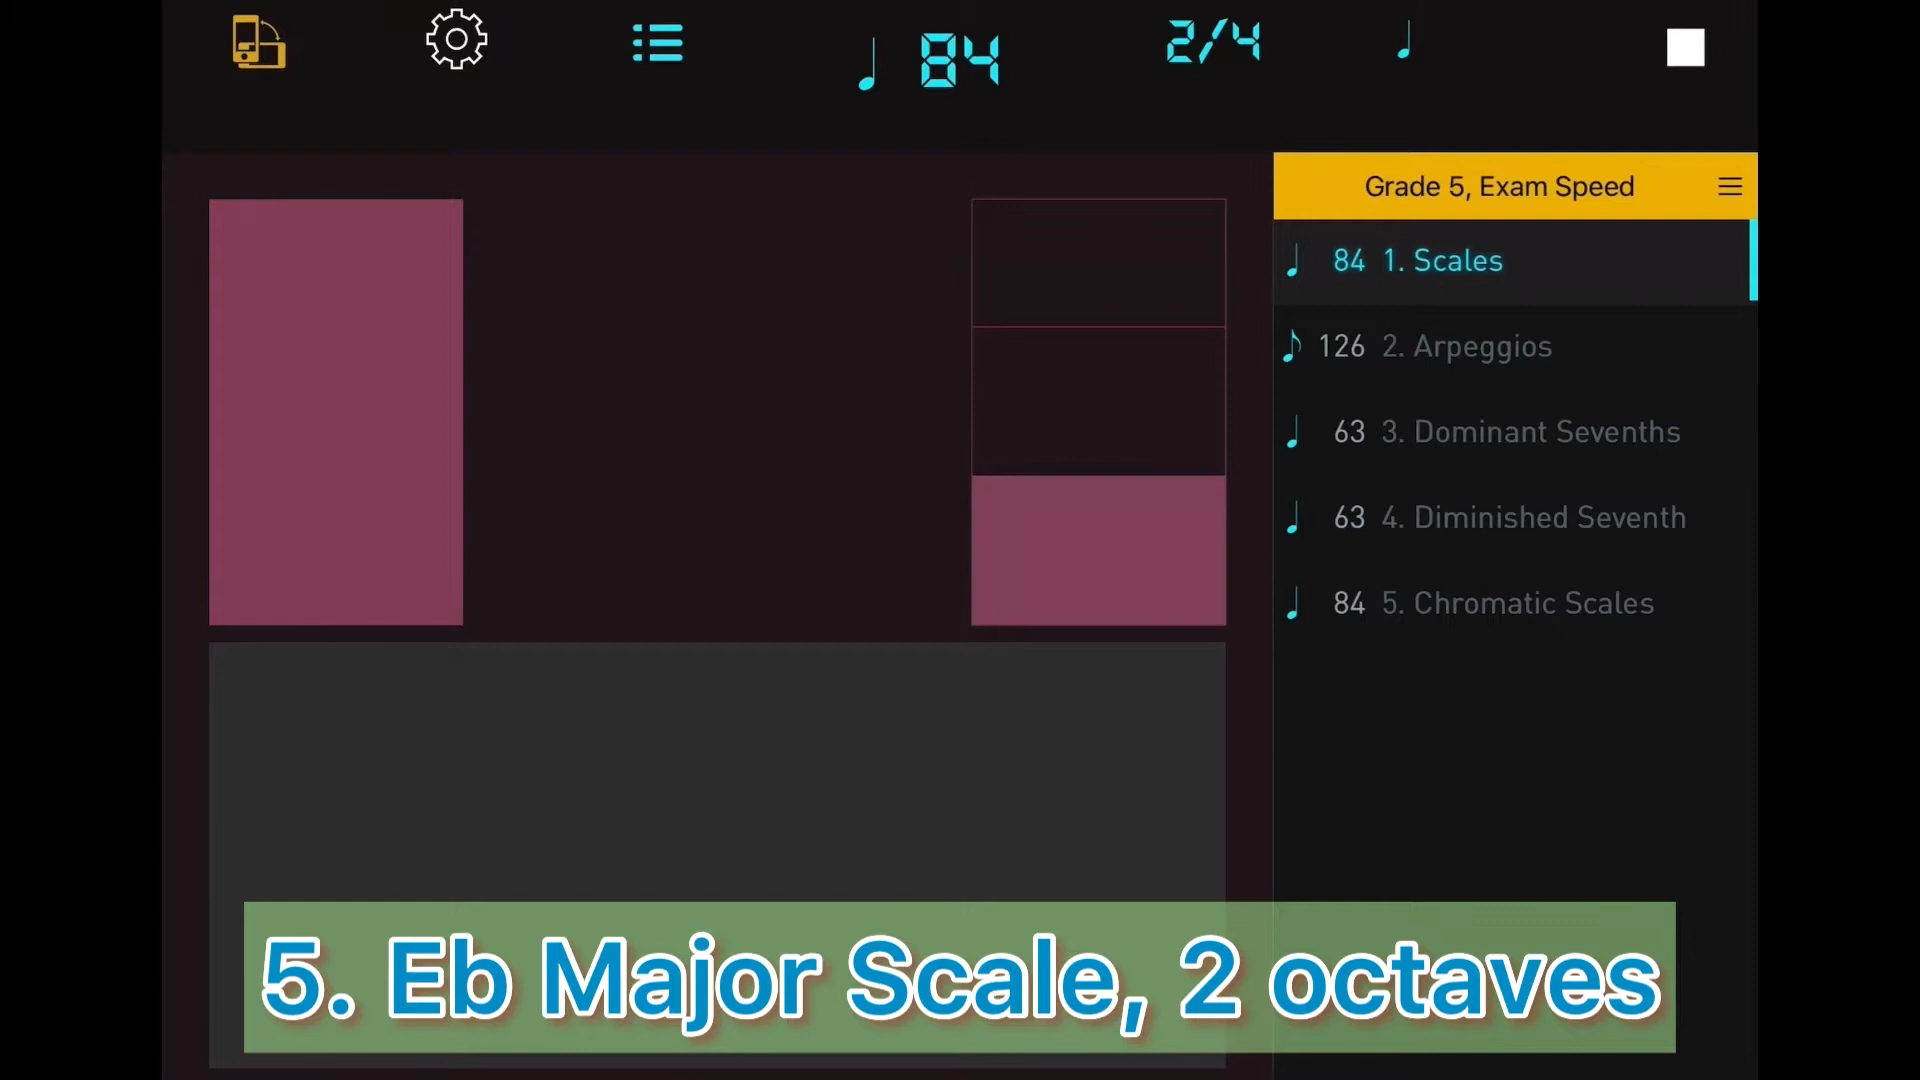 84
2/4
Grade 5, Exam Speed
84 1. Scales
126 2. Arpeggios
63 3. Dominant Sevenths
63 4. Diminished Seventh
84 5. Chromatic Scales
5. Eb Major Scale, 2 octaves